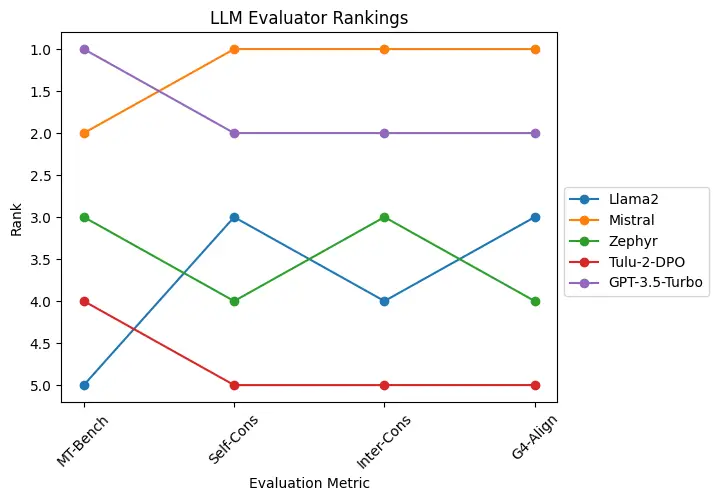 LLM Evaluator Rankings
1.0
1.5
2.0
2.5
3.0
3.5
4.0
4.5
5.0
Rank
MT-Bench
Self-Cons
Inter-Cons
G4-Align
Evaluation Metric
Llama2
Mistral
Zephyr
Tulu-2-DPO
GPT-3.5-Turbo